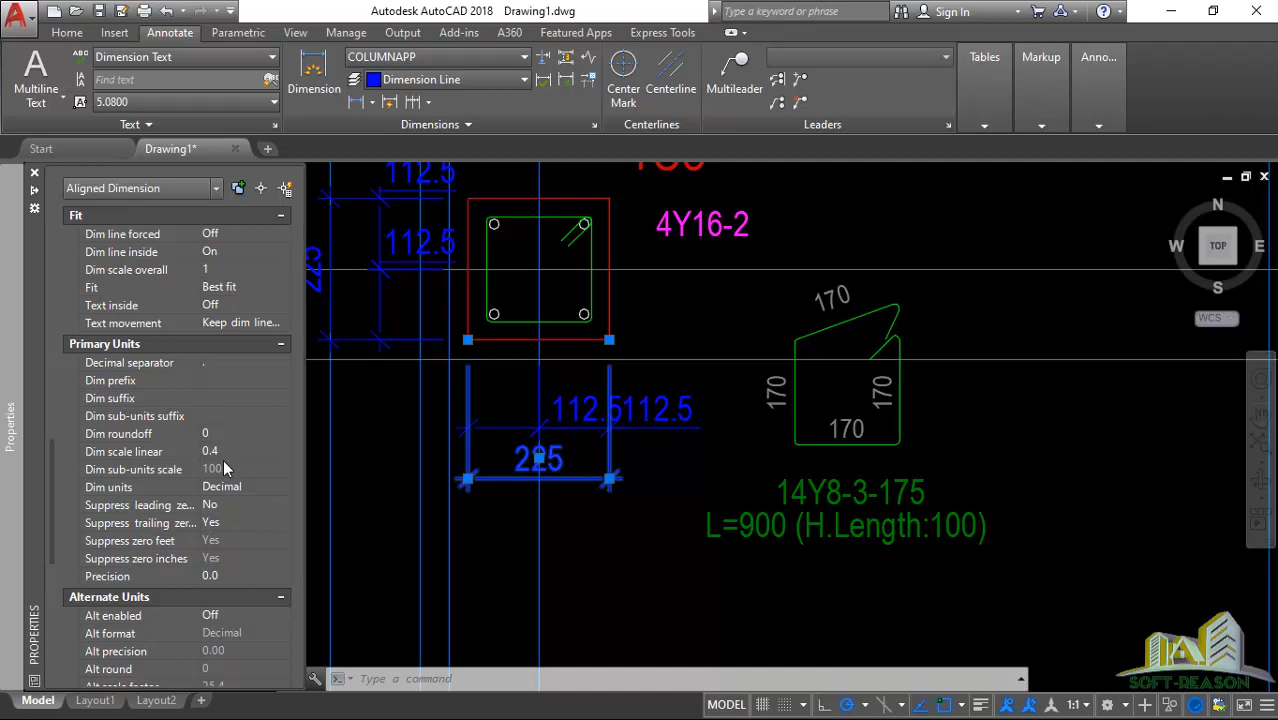 Autodesk AutoCAD 2018 Drawing1.dwg
Type a keyword or phrase
Sign In
Home Insert Annotate Parametric View Manage Output Add-ins A360 Featured Apps Express Tools
Multiline Text
Dimension Text
Find text
5.0800
Text
Dimension
COLUMNAPP
Dimension Line
Dimensions
Center Mark
Centerline
Centerlines
Multileader
Leaders
Tables
Markup
Anno...
Start
Drawing1*
Aligned Dimension
Fit
Dim line forced Off
Dim line inside On
Dim scale overall 1
Fit Best fit
Text inside Off
Text movement Keep dim line...
Primary Units
Decimal separator .
Dim prefix
Dim suffix
Dim sub-units suffix
Dim roundoff 0
Dim scale linear 0.4
Dim sub-units scale 100
Dim units Decimal
Suppress leading ze... No
Suppress trailing zer... Yes
Suppress zero feet Yes
Suppress zero inches Yes
Precision 0.0
Alternate Units
Alt enabled Off
Alt format Decimal
Alt precision 0.00
Alt round 0
Properties
PROPERTIES
112.5
112.5
225
4Y16-2
112.5112.5
225
170
170
170
170
14Y8-3-175
L=900 (H.Length:100)
N
W TOP E
S
WCS
Type a command
SOFT-REASON
Model Layout1 Layout2
MODEL
1:1